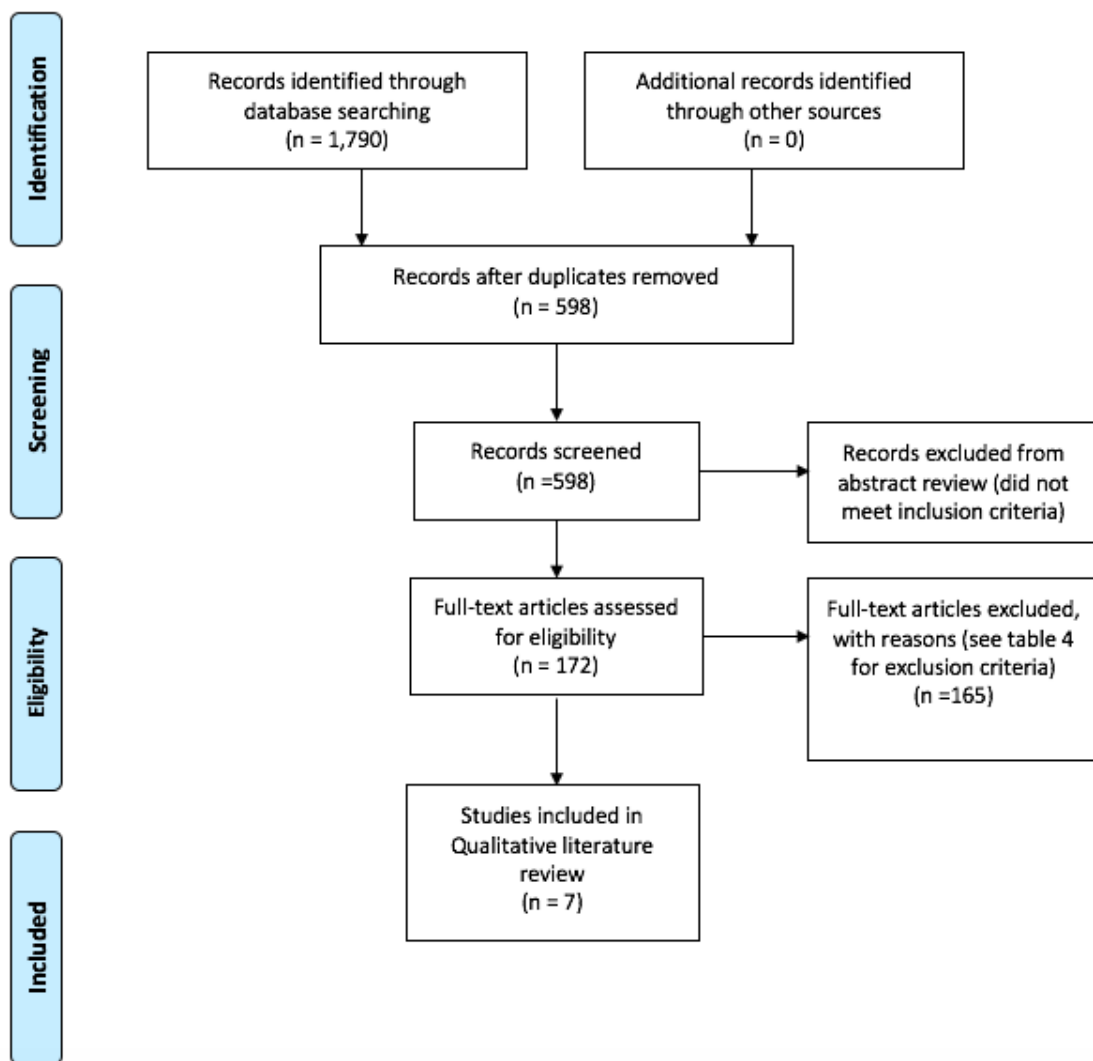 Identification
Records identified through
database searching
(n = 1,790)
Additional records identified
through other sources
(n = 0)
Records after duplicates removed
(n = 598)
Screening
Records screened
(n =598)
Records excluded from
abstract review (did not
meet inclusion criteria)
Eligibility
Full-text articles assessed
for eligibility
(n = 172)
Full-text articles excluded,
with reasons (see table 4
for exclusion criteria)
(n =165)
Included
Studies included in
Qualitative literature
review
(n = 7)